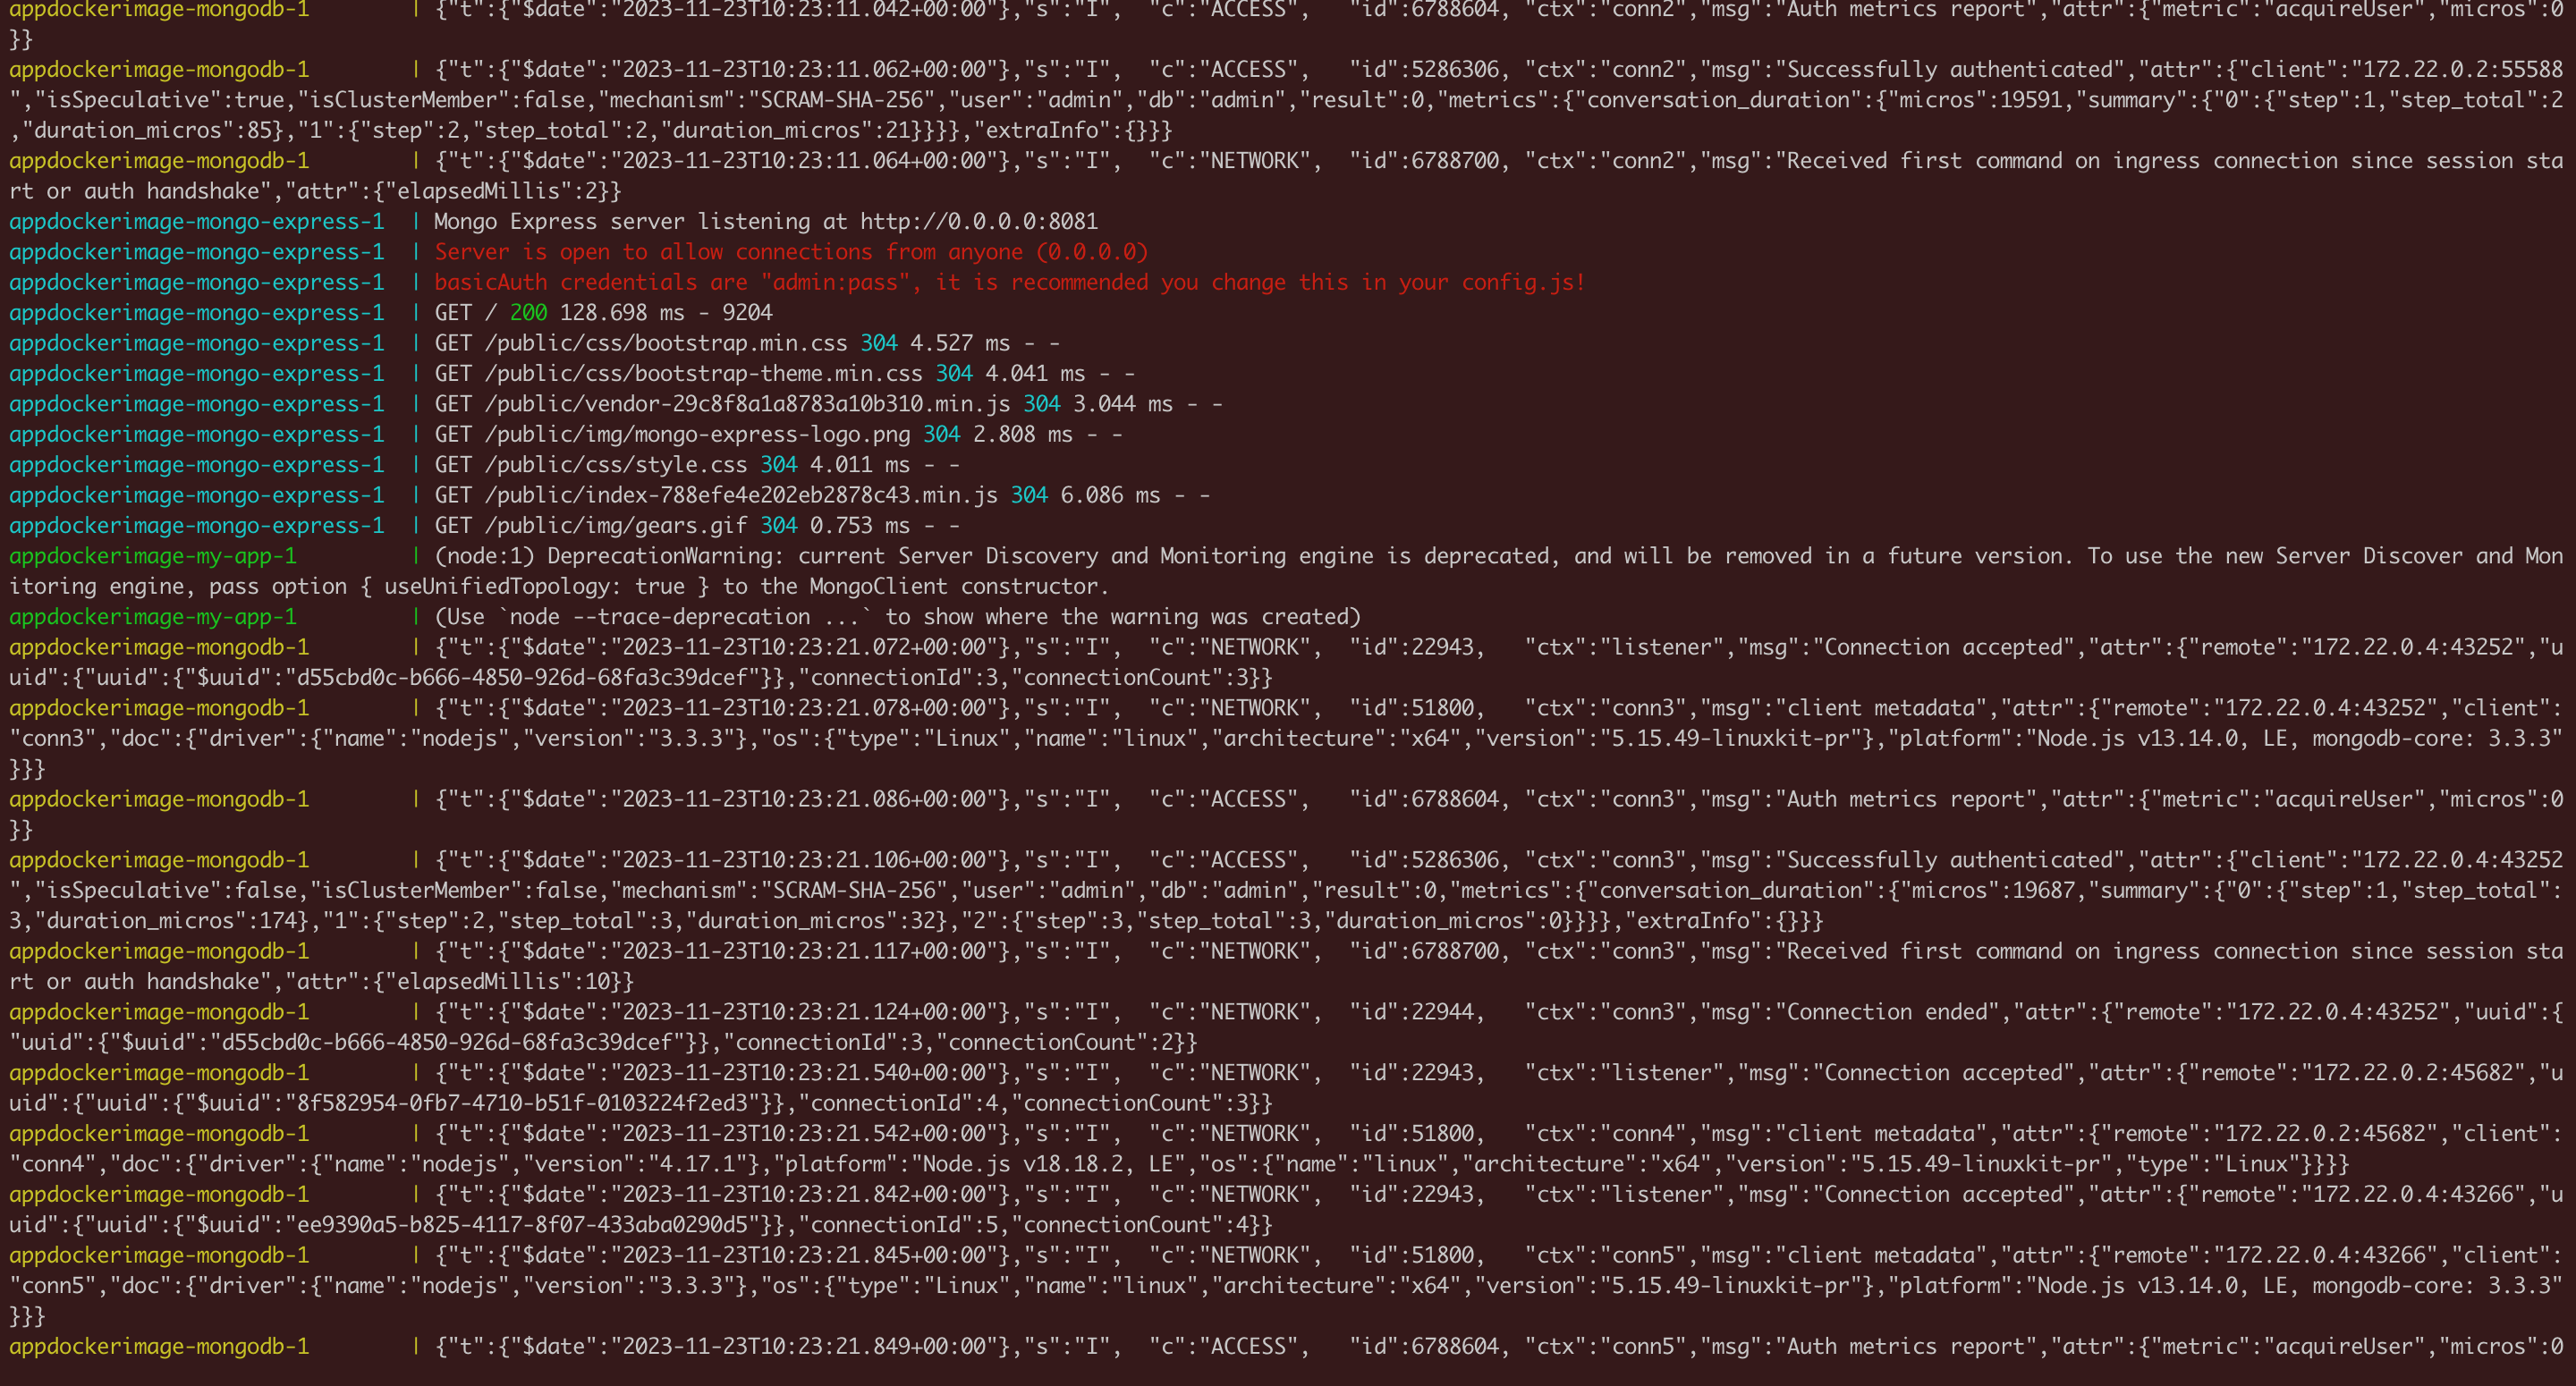 appdockerimage-mongodb-1        | {"t":{"$date":"2023-11-23T10:23:11.042+00:00"},"s":"I",  "c":"ACCESS",   "id":6788604, "ctx":"conn2","msg":"Auth metrics report","attr":{"metric":"acquireUser","micros":0
}}
appdockerimage-mongodb-1        | {"t":{"$date":"2023-11-23T10:23:11.062+00:00"},"s":"I",  "c":"ACCESS",   "id":5286306, "ctx":"conn2","msg":"Successfully authenticated","attr":{"client":"172.22.0.2:55588
","isSpeculative":true,"isClusterMember":false,"mechanism":"SCRAM-SHA-256","user":"admin","db":"admin","result":0,"metrics":{"conversation_duration":{"micros":19591,"summary":{"0":{"step":1,"step_total":2
,"duration_micros":85},"1":{"step":2,"step_total":2,"duration_micros":21}}}},"extraInfo":{}}}
appdockerimage-mongodb-1        | {"t":{"$date":"2023-11-23T10:23:11.064+00:00"},"s":"I",  "c":"NETWORK",  "id":6788700, "ctx":"conn2","msg":"Received first command on ingress connection since session sta
rt or auth handshake","attr":{"elapsedMillis":2}}
appdockerimage-mongo-express-1  | Mongo Express server listening at http://0.0.0.0:8081
appdockerimage-mongo-express-1  | Server is open to allow connections from anyone (0.0.0.0)
appdockerimage-mongo-express-1  | basicAuth credentials are "admin:pass", it is recommended you change this in your config.js!
appdockerimage-mongo-express-1  | GET / 200 128.698 ms - 9204
appdockerimage-mongo-express-1  | GET /public/css/bootstrap.min.css 304 4.527 ms - -
appdockerimage-mongo-express-1  | GET /public/css/bootstrap-theme.min.css 304 4.041 ms - -
appdockerimage-mongo-express-1  | GET /public/vendor-29c8f8a1a8783a10b310.min.js 304 3.044 ms - -
appdockerimage-mongo-express-1  | GET /public/img/mongo-express-logo.png 304 2.808 ms - -
appdockerimage-mongo-express-1  | GET /public/css/style.css 304 4.011 ms - -
appdockerimage-mongo-express-1  | GET /public/index-788efe4e202eb2878c43.min.js 304 6.086 ms - -
appdockerimage-mongo-express-1  | GET /public/img/gears.gif 304 0.753 ms - -
appdockerimage-my-app-1         | (node:1) DeprecationWarning: current Server Discovery and Monitoring engine is deprecated, and will be removed in a future version. To use the new Server Discover and Mon
itoring engine, pass option { useUnifiedTopology: true } to the MongoClient constructor.
appdockerimage-my-app-1         | (Use `node --trace-deprecation ...` to show where the warning was created)
appdockerimage-mongodb-1        | {"t":{"$date":"2023-11-23T10:23:21.072+00:00"},"s":"I",  "c":"NETWORK",  "id":22943,   "ctx":"listener","msg":"Connection accepted","attr":{"remote":"172.22.0.4:43252","u
uid":{"uuid":{"$uuid":"d55cbd0c-b666-4850-926d-68fa3c39dcef"}},"connectionId":3,"connectionCount":3}}
appdockerimage-mongodb-1        | {"t":{"$date":"2023-11-23T10:23:21.078+00:00"},"s":"I",  "c":"NETWORK",  "id":51800,   "ctx":"conn3","msg":"client metadata","attr":{"remote":"172.22.0.4:43252","client":
"conn3","doc":{"driver":{"name":"nodejs","version":"3.3.3"},"os":{"type":"Linux","name":"linux","architecture":"x64","version":"5.15.49-linuxkit-pr"},"platform":"Node.js v13.14.0, LE, mongodb-core: 3.3.3"
}}}
appdockerimage-mongodb-1        | {"t":{"$date":"2023-11-23T10:23:21.086+00:00"},"s":"I",  "c":"ACCESS",   "id":6788604, "ctx":"conn3","msg":"Auth metrics report","attr":{"metric":"acquireUser","micros":0
}}
appdockerimage-mongodb-1        | {"t":{"$date":"2023-11-23T10:23:21.106+00:00"},"s":"I",  "c":"ACCESS",   "id":5286306, "ctx":"conn3","msg":"Successfully authenticated","attr":{"client":"172.22.0.4:43252
","isSpeculative":false,"isClusterMember":false,"mechanism":"SCRAM-SHA-256","user":"admin","db":"admin","result":0,"metrics":{"conversation_duration":{"micros":19687,"summary":{"0":{"step":1,"step_total":
3,"duration_micros":174},"1":{"step":2,"step_total":3,"duration_micros":32},"2":{"step":3,"step_total":3,"duration_micros":0}}}},"extraInfo":{}}}
appdockerimage-mongodb-1        | {"t":{"$date":"2023-11-23T10:23:21.117+00:00"},"s":"I",  "c":"NETWORK",  "id":6788700, "ctx":"conn3","msg":"Received first command on ingress connection since session sta
rt or auth handshake","attr":{"elapsedMillis":10}}
appdockerimage-mongodb-1        | {"t":{"$date":"2023-11-23T10:23:21.124+00:00"},"s":"I",  "c":"NETWORK",  "id":22944,   "ctx":"conn3","msg":"Connection ended","attr":{"remote":"172.22.0.4:43252","uuid":{
"uuid":{"$uuid":"d55cbd0c-b666-4850-926d-68fa3c39dcef"}},"connectionId":3,"connectionCount":2}}
appdockerimage-mongodb-1        | {"t":{"$date":"2023-11-23T10:23:21.540+00:00"},"s":"I",  "c":"NETWORK",  "id":22943,   "ctx":"listener","msg":"Connection accepted","attr":{"remote":"172.22.0.2:45682","u
uid":{"uuid":{"$uuid":"8f582954-0fb7-4710-b51f-0103224f2ed3"}},"connectionId":4,"connectionCount":3}}
appdockerimage-mongodb-1        | {"t":{"$date":"2023-11-23T10:23:21.542+00:00"},"s":"I",  "c":"NETWORK",  "id":51800,   "ctx":"conn4","msg":"client metadata","attr":{"remote":"172.22.0.2:45682","client":
"conn4","doc":{"driver":{"name":"nodejs","version":"4.17.1"},"platform":"Node.js v18.18.2, LE","os":{"name":"linux","architecture":"x64","version":"5.15.49-linuxkit-pr","type":"Linux"}}}}
appdockerimage-mongodb-1        | {"t":{"$date":"2023-11-23T10:23:21.842+00:00"},"s":"I",  "c":"NETWORK",  "id":22943,   "ctx":"listener","msg":"Connection accepted","attr":{"remote":"172.22.0.4:43266","u
uid":{"uuid":{"$uuid":"ee9390a5-b825-4117-8f07-433aba0290d5"}},"connectionId":5,"connectionCount":4}}
appdockerimage-mongodb-1        | {"t":{"$date":"2023-11-23T10:23:21.845+00:00"},"s":"I",  "c":"NETWORK",  "id":51800,   "ctx":"conn5","msg":"client metadata","attr":{"remote":"172.22.0.4:43266","client":
"conn5","doc":{"driver":{"name":"nodejs","version":"3.3.3"},"os":{"type":"Linux","name":"linux","architecture":"x64","version":"5.15.49-linuxkit-pr"},"platform":"Node.js v13.14.0, LE, mongodb-core: 3.3.3"
}}}
appdockerimage-mongodb-1        | {"t":{"$date":"2023-11-23T10:23:21.849+00:00"},"s":"I",  "c":"ACCESS",   "id":6788604, "ctx":"conn5","msg":"Auth metrics report","attr":{"metric":"acquireUser","micros":0